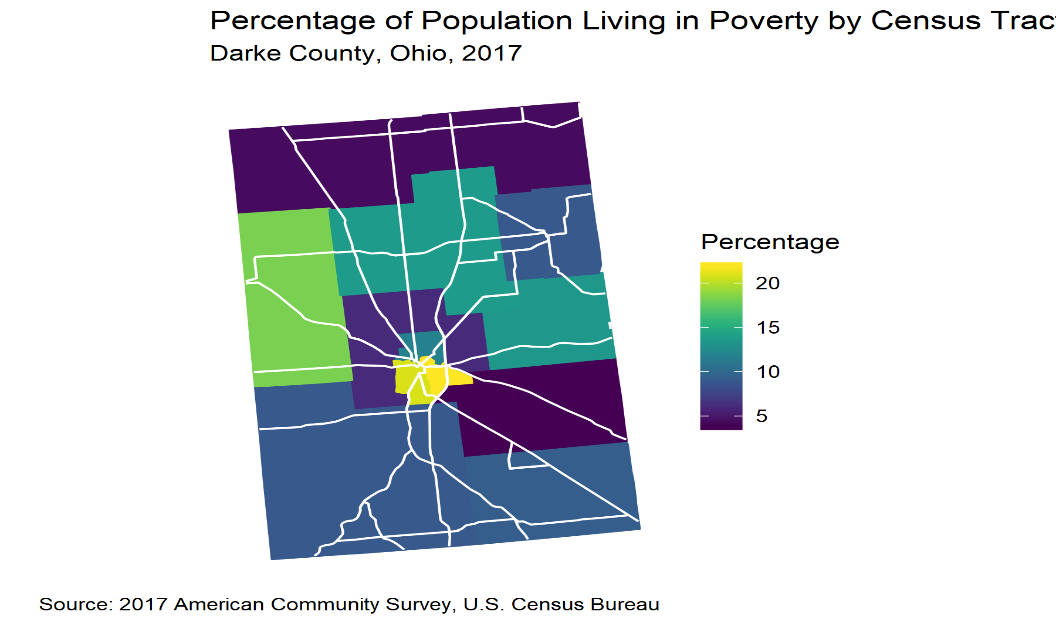 Percentage of Population Living in Poverty by Census Trac
Darke County, Ohio, 2017
Percentage
20
15
10
5
Source: 2017 American Community Survey, U.S. Census Bureau